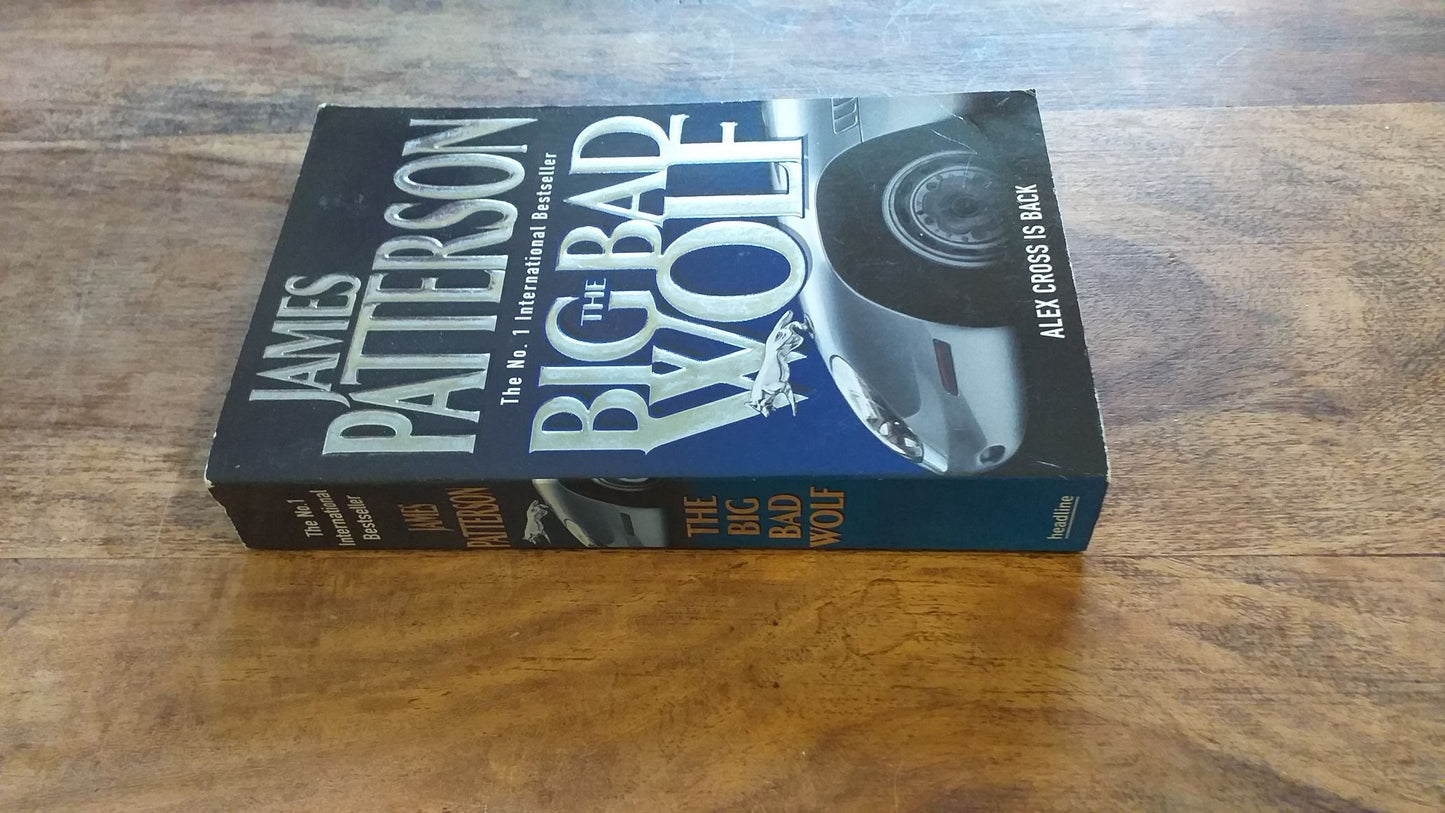 JAMES
PATTERSON
The No. 1 International Bestseller
THE
BIG BAD
WOLF
ALEX CROSS IS BACK
The No.1
International
Bestseller
JAMES
PATTERSON
THE
BIG
BAD
WOLF
headline